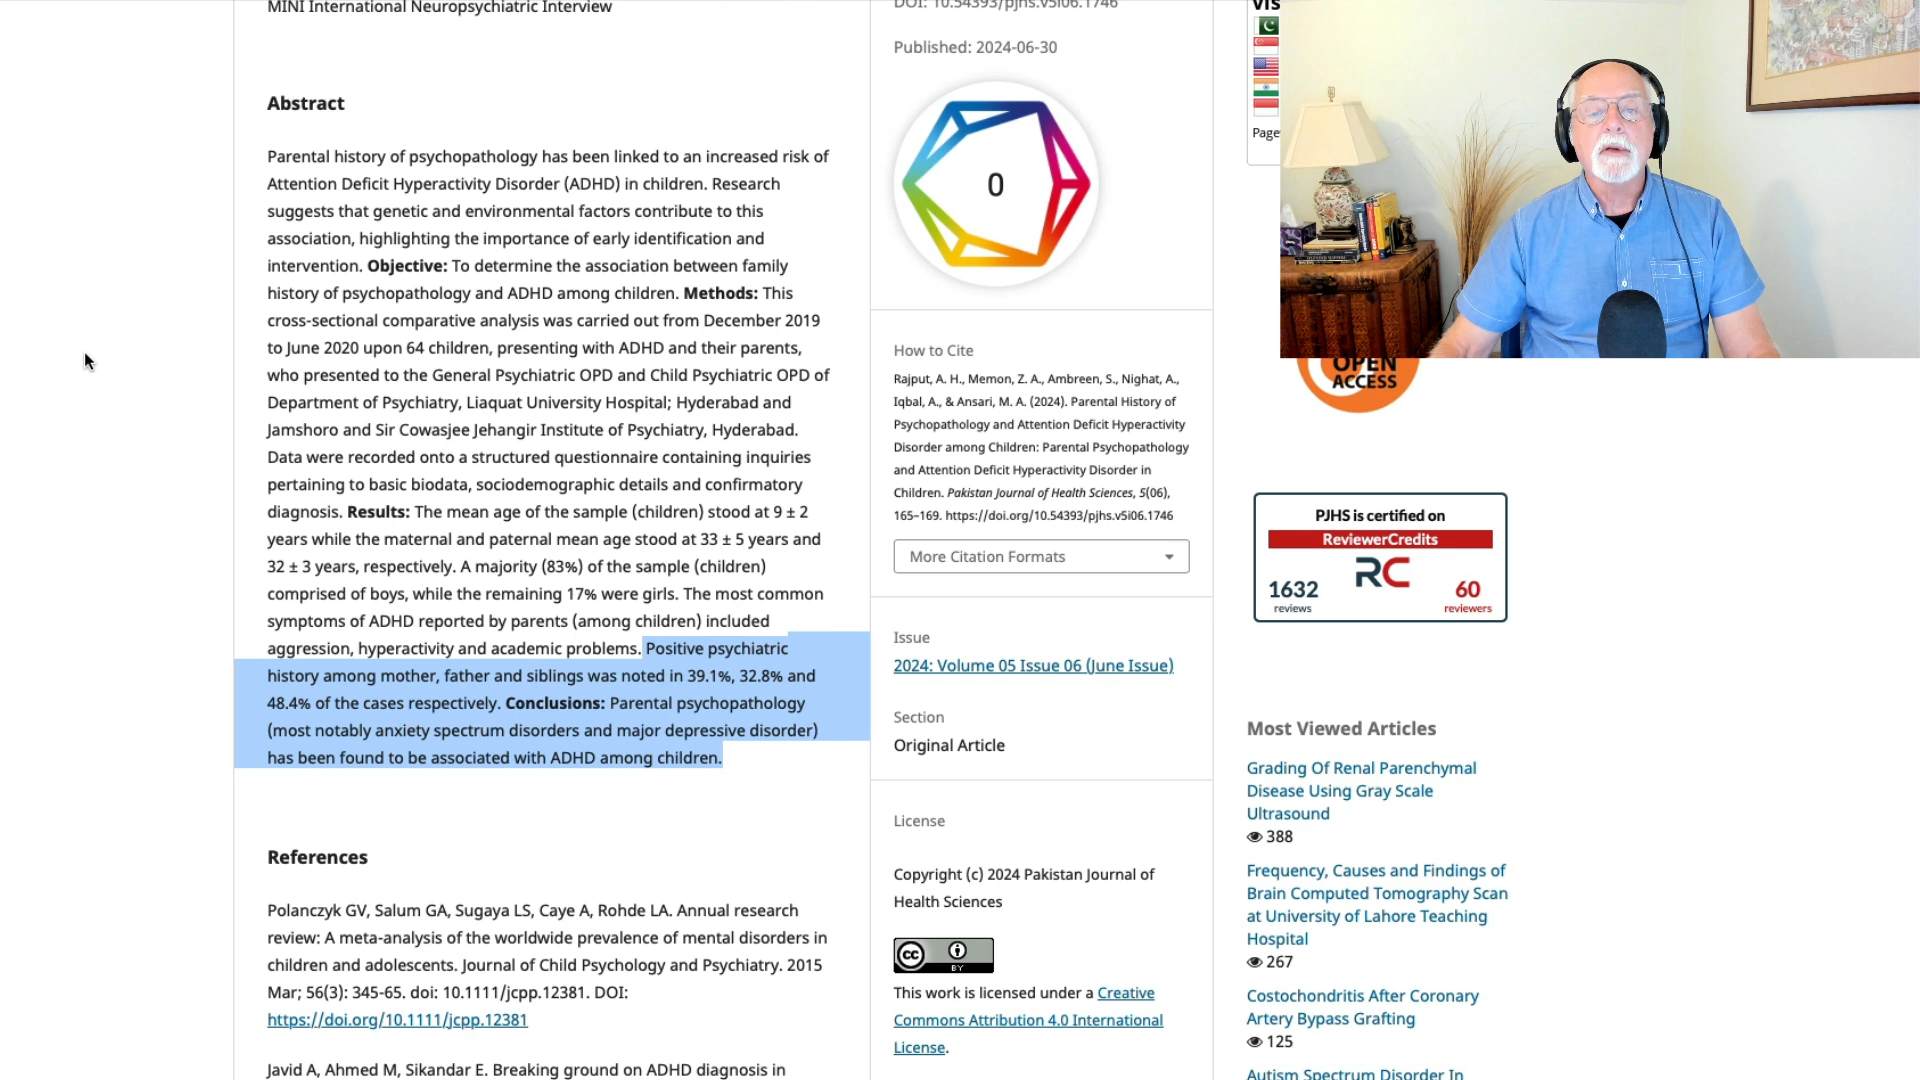 MINI International Neuropsychiatric Interview
Abstract
Parental history of psychopathology has been linked to an increased risk of
Attention Deficit Hyperactivity Disorder (ADHD) in children. Research
suggests that genetic and environmental factors contribute to this
association, highlighting the importance of early identification and
intervention. Objective: To determine the association between family
history of psychopathology and ADHD among children. Methods: This
cross-sectional comparative analysis was carried out from December 2019
to June 2020 upon 64 children, presenting with ADHD and their parents,
who presented to the General Psychiatric OPD and Child Psychiatric OPD of
Department of Psychiatry, Liaquat University Hospital; Hyderabad and
Jamshoro and Sir Cowasjee Jehangir Institute of Psychiatry, Hyderabad.
Data were recorded onto a structured questionnaire containing inquiries
pertaining to basic biodata, sociodemographic details and confirmatory
diagnosis. Results: The mean age of the sample (children) stood at 9 ± 2
years while the maternal and paternal mean age stood at 33 ± 5 years and
32 ± 3 years, respectively. A majority (83%) of the sample (children)
comprised of boys, while the remaining 17% were girls. The most common
symptoms of ADHD reported by parents (among children) included
aggression, hyperactivity and academic problems. Positive psychiatric
history among mother, father and siblings was noted in 39.1%, 32.8% and
48.4% of the cases respectively. Conclusions: Parental psychopathology
(most notably anxiety spectrum disorders and major depressive disorder)
has been found to be associated with ADHD among children.
References
Polanczyk GV, Salum GA, Sugaya LS, Caye A, Rohde LA. Annual research
review: A meta-analysis of the worldwide prevalence of mental disorders in
children and adolescents. Journal of Child Psychology and Psychiatry. 2015
Mar; 56(3): 345-65. doi: 10.1111/jcpp.12381. DOI:
https://doi.org/10.1111/jcpp.12381
Javid A, Ahmed M, Sikandar E. Breaking ground on ADHD diagnosis in
DOI: 10.54393/pjhs.v5i06.1746
Published: 2024-06-30
0
How to Cite
Rajput, A. H., Memon, Z. A., Ambreen, S., Nighat, A.,
Iqbal, A., & Ansari, M. A. (2024). Parental History of
Psychopathology and Attention Deficit Hyperactivity
Disorder among Children: Parental Psychopathology
and Attention Deficit Hyperactivity Disorder in
Children. Pakistan Journal of Health Sciences, 5(06),
165–169. https://doi.org/10.54393/pjhs.v5i06.1746
More Citation Formats
Issue
2024: Volume 05 Issue 06 (June Issue)
Section
Original Article
License
Copyright (c) 2024 Pakistan Journal of
Health Sciences
cc
BY
This work is licensed under a Creative
Commons Attribution 4.0 International
License.
Vis
Page
OPEN
ACCESS
PJHS is certified on
ReviewerCredits
RC
1632
reviews
60
reviewers
Most Viewed Articles
Grading Of Renal Parenchymal
Disease Using Gray Scale
Ultrasound
388
Frequency, Causes and Findings of
Brain Computed Tomography Scan
at University of Lahore Teaching
Hospital
267
Costochondritis After Coronary
Artery Bypass Grafting
125
Autism Spectrum Disorder In